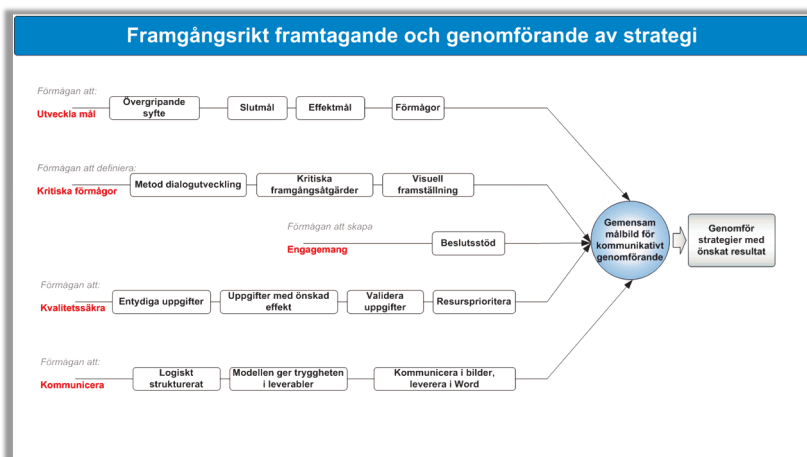 Framgångsrikt framtagande och genomförande av strategi
Förmågan att:
Utveckla mål
Övergripande
syfte
Slutmål
Effektmål
Förmågor
Förmågan att definiera:
Kritiska förmågor
Metod dialogutveckling
Kritiska
framgångsåtgärder
Visuell
framställning
Förmågan att skapa
Engagemang
Beslutsstöd
Gemensam
målbild för
kommunikativt
genomförande
Genomför
strategier med
önskat resultat
Förmågan att:
Kvalitetssäkra
Entydiga uppgifter
Uppgifter med önskad
effekt
Validera
uppgifter
Resursprioritera
Förmågan att:
Kommunicera
Logiskt
strukturerat
Modellen ger tryggheten
i leverabler
Kommunicera i bilder,
leverera i Word